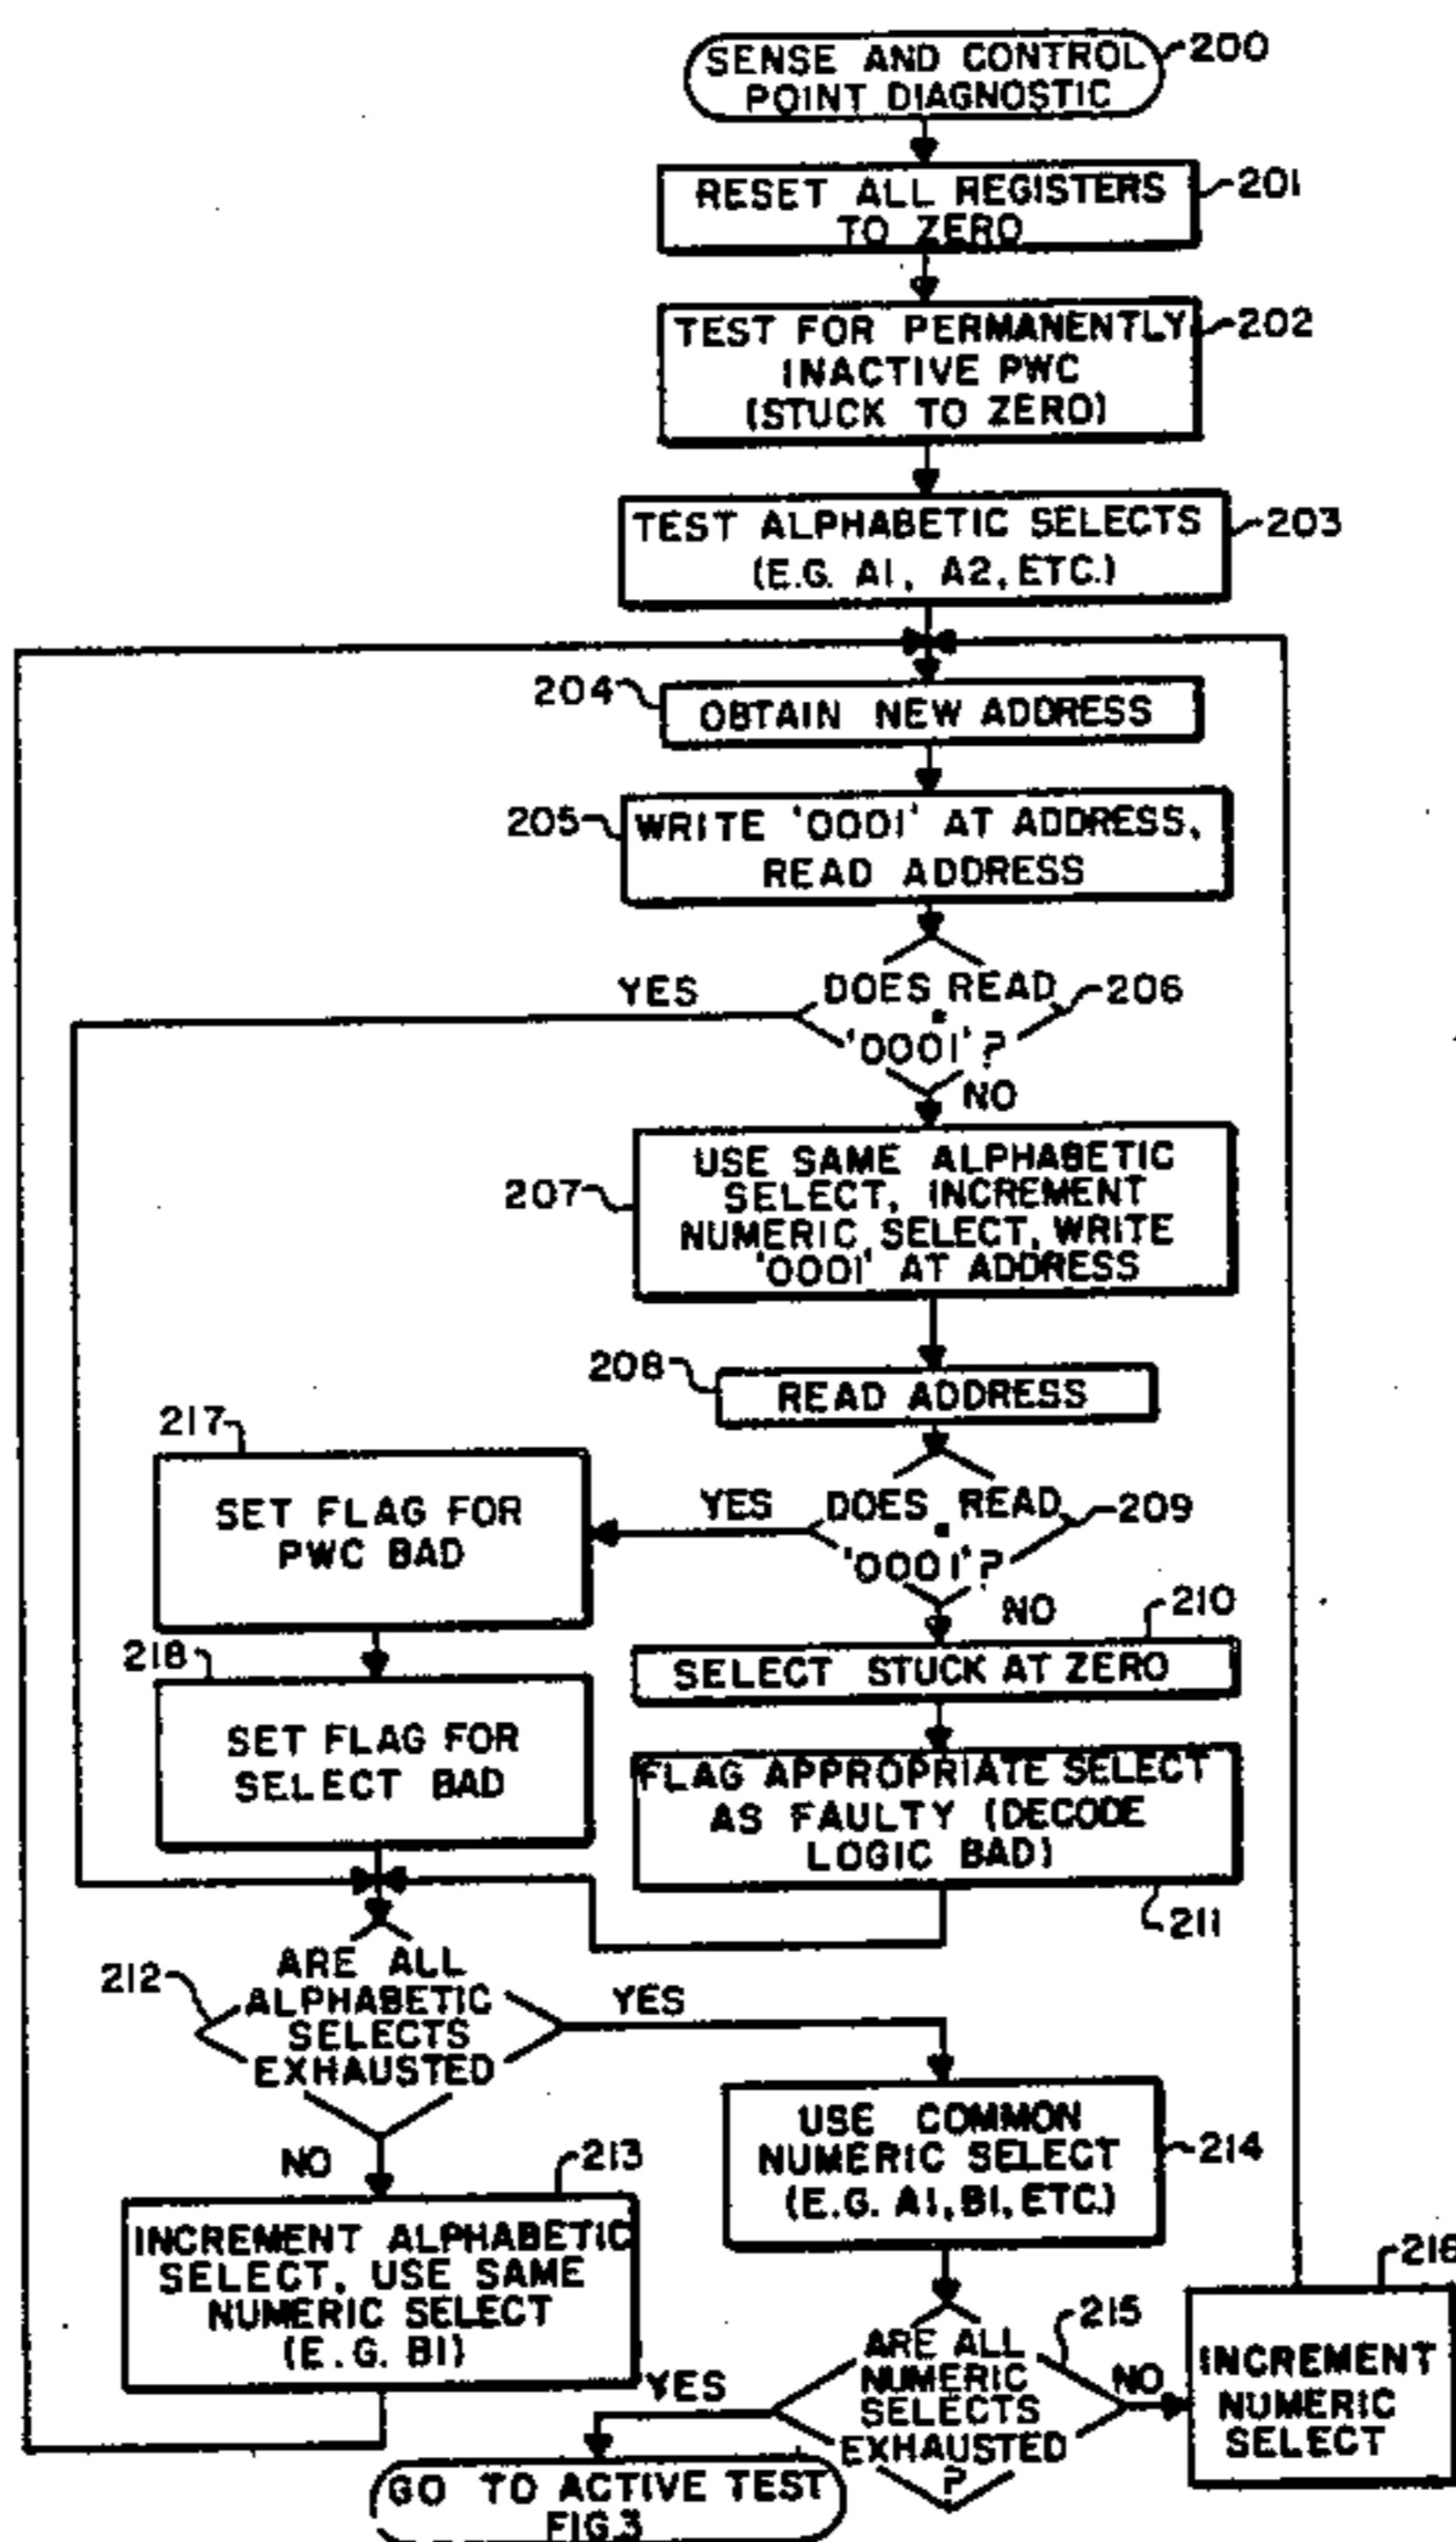 SENSE AND CONTROL
POINT DIAGNOSTIC
200
RESET ALL REGISTERS
TO ZERO
201
TEST FOR PERMANENTLY
INACTIVE PWC
(STUCK TO ZERO)
202
TEST ALPHABETIC SELECTS
(E.G. A1, A2, ETC.)
203
204
OBTAIN NEW ADDRESS
205
WRITE '0001' AT ADDRESS,
READ ADDRESS
YES
DOES READ
=
'0001'?
206
NO
207
USE SAME ALPHABETIC
SELECT, INCREMENT
NUMERIC SELECT, WRITE
'0001' AT ADDRESS
208
READ ADDRESS
217
SET FLAG FOR
PWC BAD
YES
DOES READ
=
'0001'?
209
NO
210
SELECT STUCK AT ZERO
218
SET FLAG FOR
SELECT BAD
FLAG APPROPRIATE SELECT
AS FAULTY (DECODE
LOGIC BAD)
211
212
ARE ALL
ALPHABETIC
SELECTS
EXHAUSTED
YES
NO
213
INCREMENT ALPHABETIC
SELECT, USE SAME
NUMERIC SELECT
(E.G. B1)
USE COMMON
NUMERIC SELECT
(E.G. A1, B1, ETC.)
214
215
ARE ALL
NUMERIC
SELECTS
EXHAUSTED
?
YES
NO
216
INCREMENT
NUMERIC
SELECT
GO TO ACTIVE TEST
FIG.3